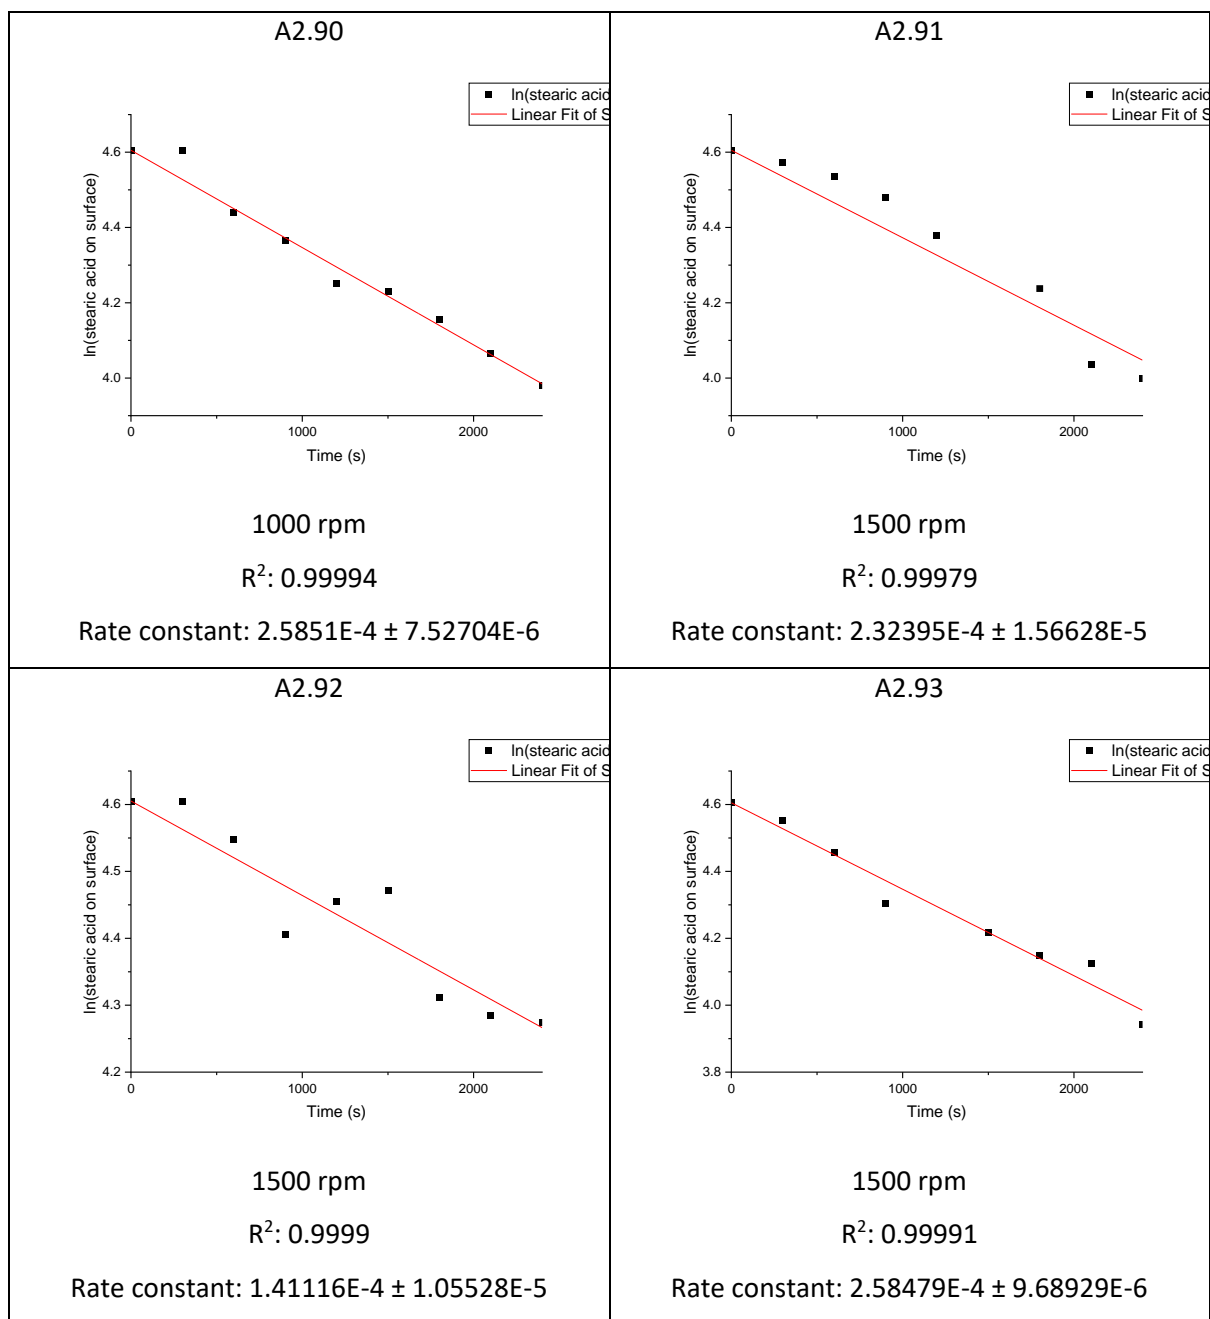 A2.90
ln(stearic acid
Linear Fit of S
ln(stearic acid on surface)
4.6
4.4
4.2
4.0
0
1000
2000
Time (s)
1000 rpm
R²: 0.99994
Rate constant: 2.5851E-4 ± 7.52704E-6
A2.91
ln(stearic acid
Linear Fit of S
ln(stearic acid on surface)
4.6
4.4
4.2
4.0
0
1000
2000
Time (s)
1500 rpm
R²: 0.99979
Rate constant: 2.32395E-4 ± 1.56628E-5
A2.92
ln(stearic acid
Linear Fit of S
ln(stearic acid on surface)
4.6
4.5
4.4
4.3
4.2
0
1000
2000
Time (s)
1500 rpm
R²: 0.9999
Rate constant: 1.41116E-4 ± 1.05528E-5
A2.93
ln(stearic acid
Linear Fit of S
ln(stearic acid on surface)
4.6
4.4
4.2
4.0
3.8
0
1000
2000
Time (s)
1500 rpm
R²: 0.99991
Rate constant: 2.58479E-4 ± 9.68929E-6